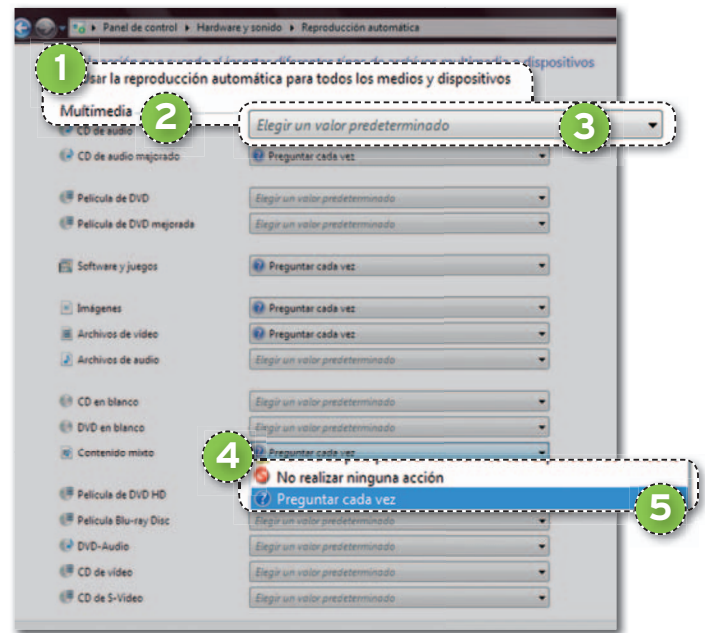 Panel de control ▸ Hardware y sonido ▸ Reproducción automática
dispositivos
1
Usar la reproducción automática para todos los medios y dispositivos
Multimedia
2
Elegir un valor predeterminado
3
CD de audio
CD de audio mejorado Preguntar cada vez
Película de DVD Elegir un valor predeterminado
Película de DVD mejorada Elegir un valor predeterminado
Software y juegos Preguntar cada vez
Imágenes Preguntar cada vez
Archivos de vídeo Preguntar cada vez
Archivos de audio Elegir un valor predeterminado
CD en blanco Elegir un valor predeterminado
DVD en blanco Elegir un valor predeterminado
Contenido mixto Preguntar cada vez
4
No realizar ninguna acción
Preguntar cada vez
5
Película de DVD HD
Película Blu-ray Disc Elegir un valor predeterminado
DVD-Audio Elegir un valor predeterminado
CD de vídeo Elegir un valor predeterminado
CD de S-Vídeo Elegir un valor predeterminado